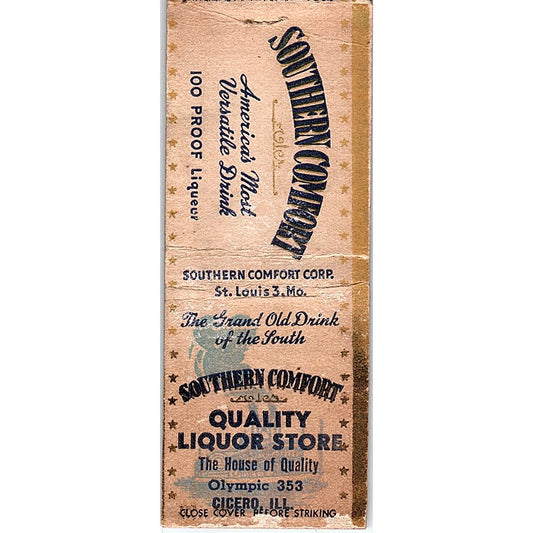 SOUTHERN COMFORT
America's Most
Versatile Drink
100 PROOF Liqueur
SOUTHERN COMFORT CORP.
St. Louis 3, Mo.
The Grand Old Drink
of the South
SOUTHERN COMFORT
QUALITY
LIQUOR STORE
The House of Quality
Olympic 353
CICERO, ILL.
CLOSE COVER BEFORE STRIKING